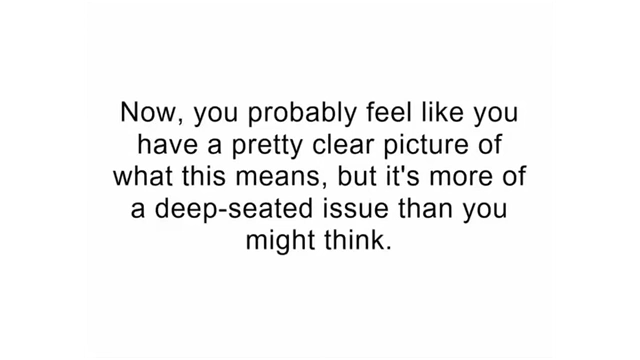 Now, you probably feel like you
have a pretty clear picture of
what this means, but it's more of
a deep-seated issue than you
might think.